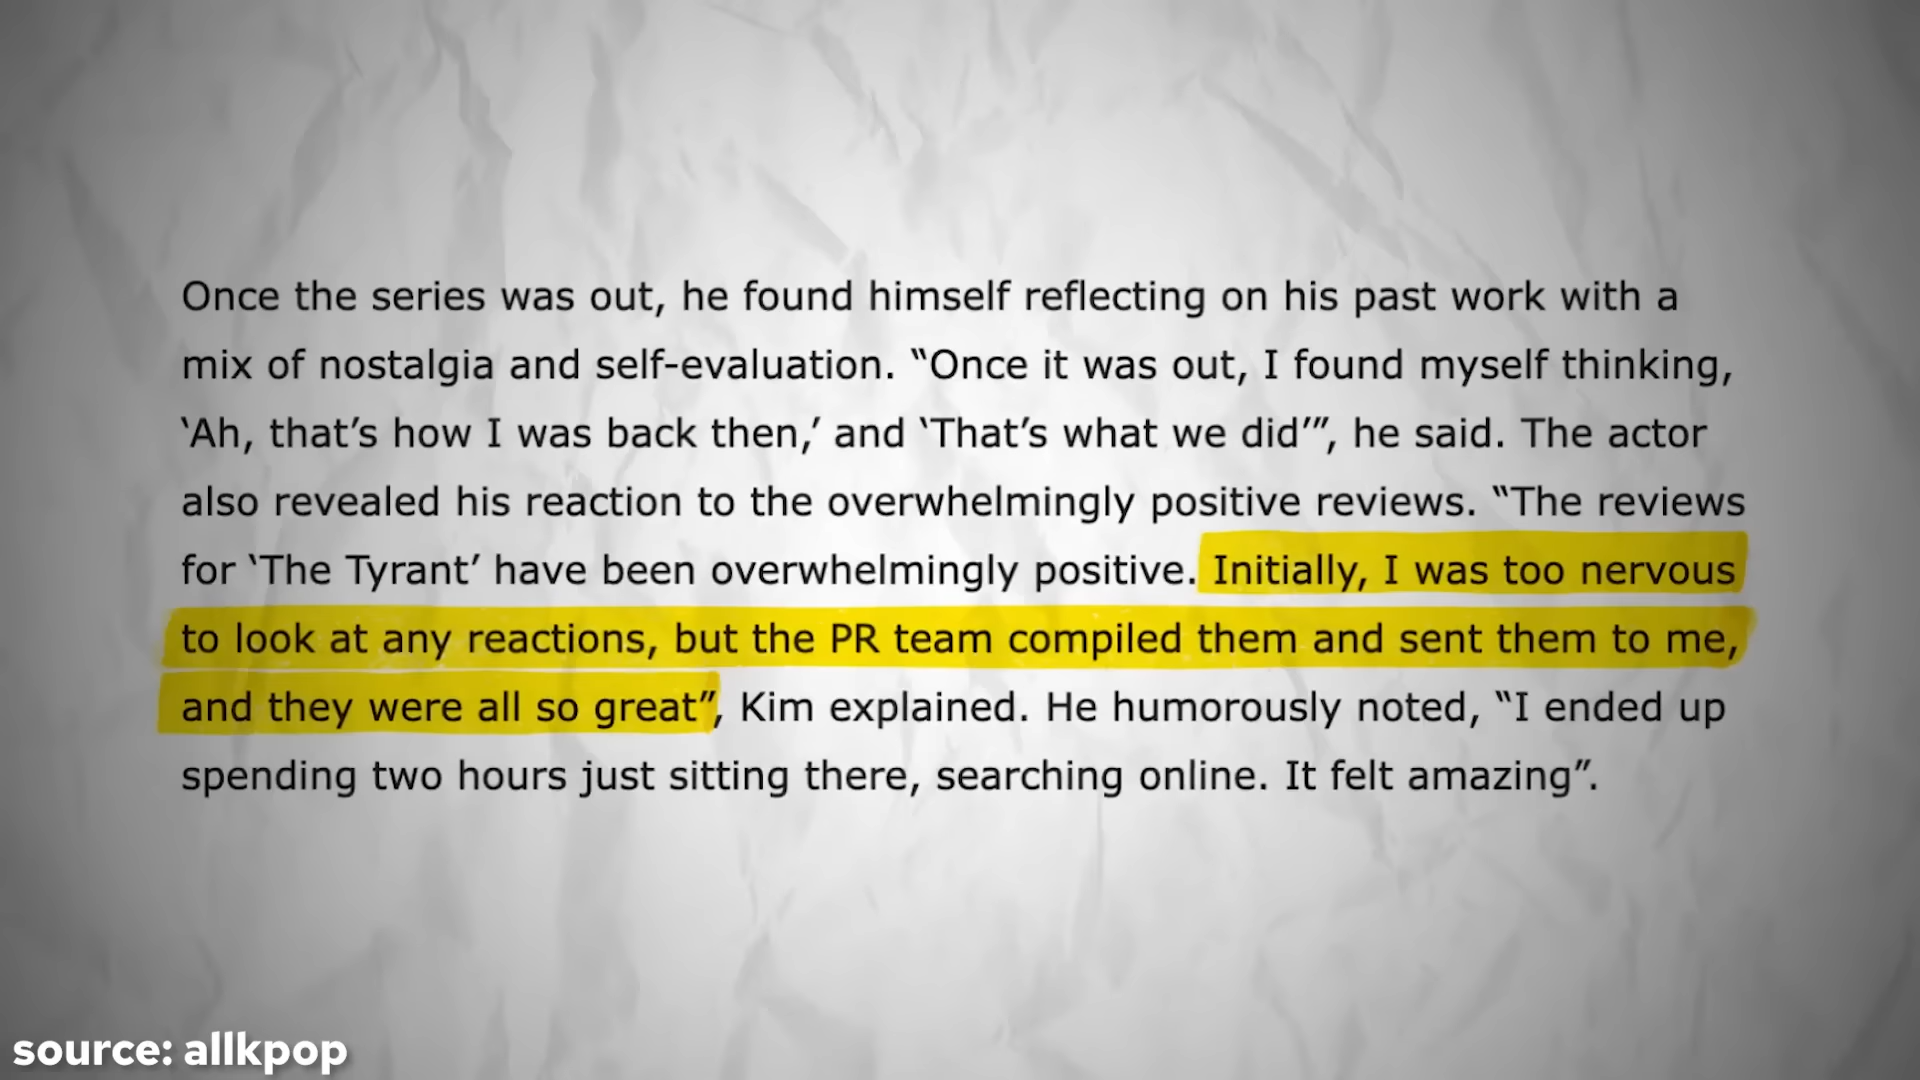 Once the series was out, he found himself reflecting on his past work with a
mix of nostalgia and self-evaluation. “Once it was out, I found myself thinking,
‘Ah, that’s how I was back then,’ and ‘That’s what we did’”, he said. The actor
also revealed his reaction to the overwhelmingly positive reviews. “The reviews
for ‘The Tyrant’ have been overwhelmingly positive. Initially, I was too nervous
to look at any reactions, but the PR team compiled them and sent them to me,
and they were all so great”, Kim explained. He humorously noted, “I ended up
spending two hours just sitting there, searching online. It felt amazing”.
source: allkpop